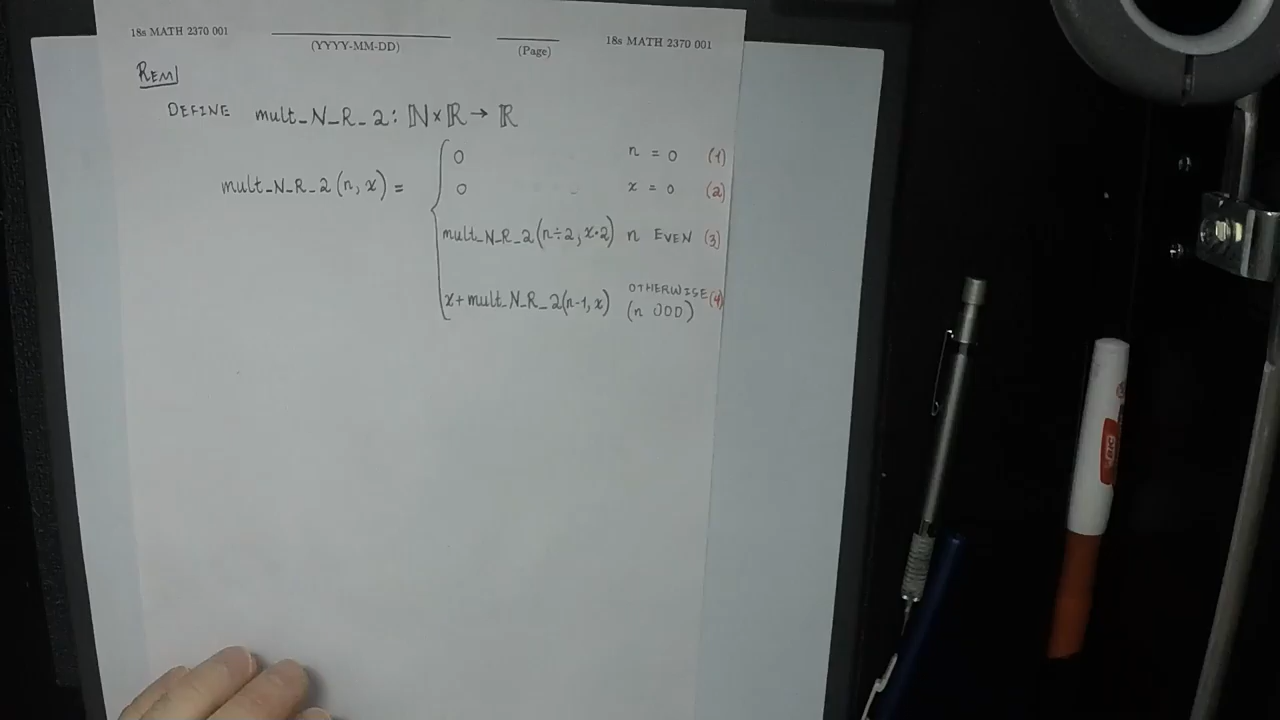 18s MATH 2370 001 (YYYY-MM-DD) (Page) 18s MATH 2370 001
REM
DEFINE mult_N_R_2: ℕ×ℝ→ℝ
mult_N_R_2(n,x) =
0 n = 0 (1)
0 x = 0 (2)
mult_N_R_2(n÷2, x·2) n EVEN (3)
x+mult_N_R_2(n-1, x) OTHERWISE (4)
(n ODD)
BIC